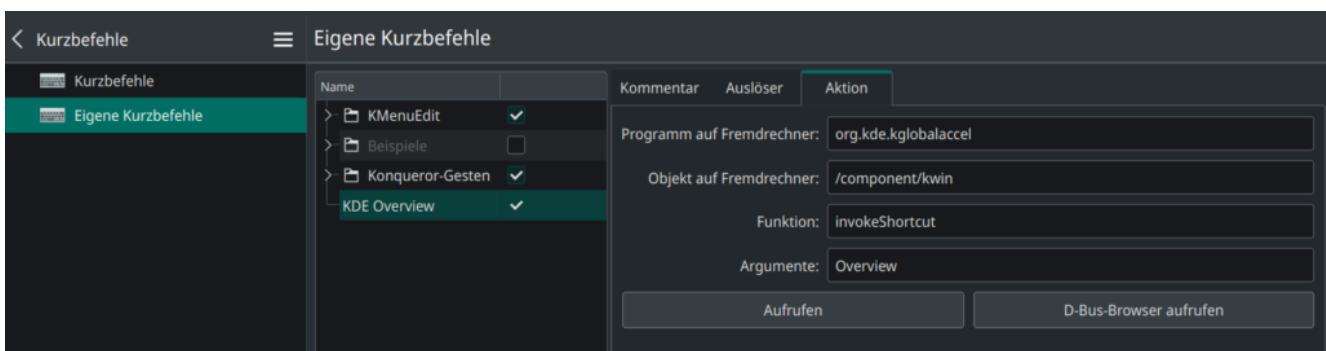 Kurzbefehle
Eigene Kurzbefehle
Kurzbefehle
Eigene Kurzbefehle
Name
KMenuEdit
Beispiele
Konqueror-Gesten
KDE Overview
Kommentar Auslöser Aktion
Programm auf Fremdrechner: org.kde.kglobalaccel
Objekt auf Fremdrechner: /component/kwin
Funktion: invokeShortcut
Argumente: Overview
Aufrufen D-Bus-Browser aufrufen